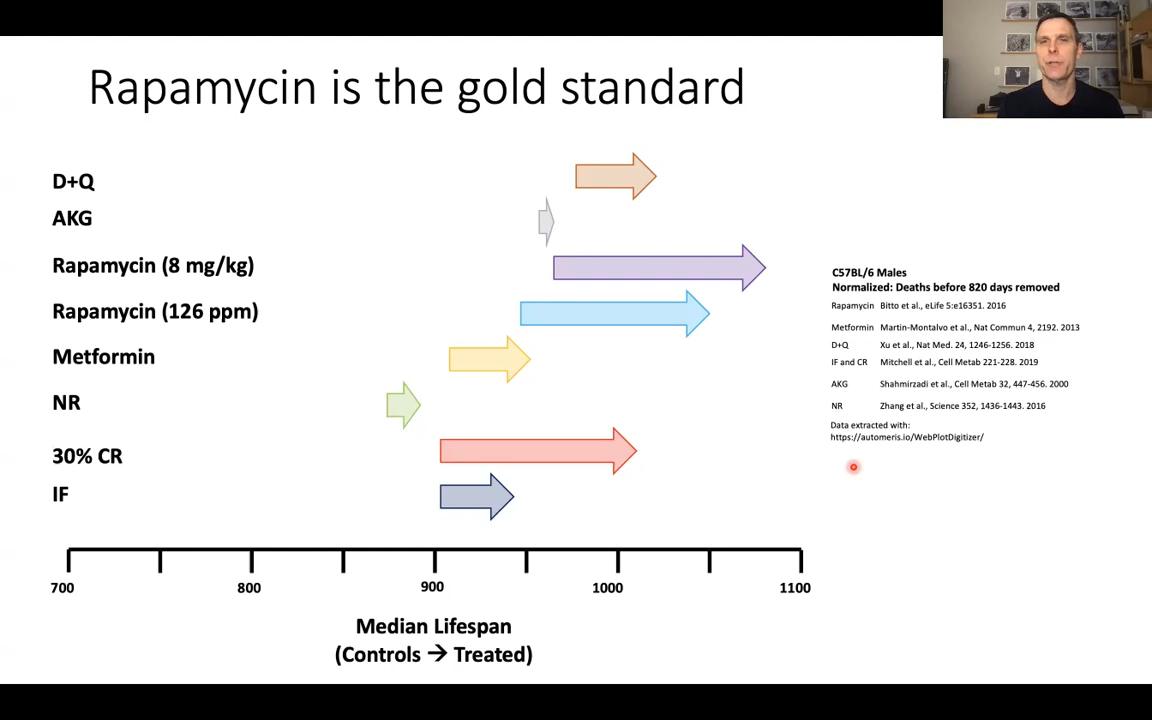 Rapamycin is the gold standard
D+Q
AKG
Rapamycin (8 mg/kg)
Rapamycin (126 ppm)
Metformin
NR
30% CR
IF
700
800
900
1000
1100
Median Lifespan
(Controls → Treated)
C57BL/6 Males
Normalized: Deaths before 820 days removed
Rapamycin Bitto et al., eLife 5:e16351. 2016
Metformin Martin-Montalvo et al., Nat Commun 4, 2192. 2013
D+Q Xu et al., Nat Med. 24, 1246-1256. 2018
IF and CR Mitchell et al., Cell Metab 221-228. 2019
AKG Shahmirzadi et al., Cell Metab 32, 447-456. 2000
NR Zhang et al., Science 352, 1436-1443. 2016
Data extracted with:
https://automeris.io/WebPlotDigitizer/